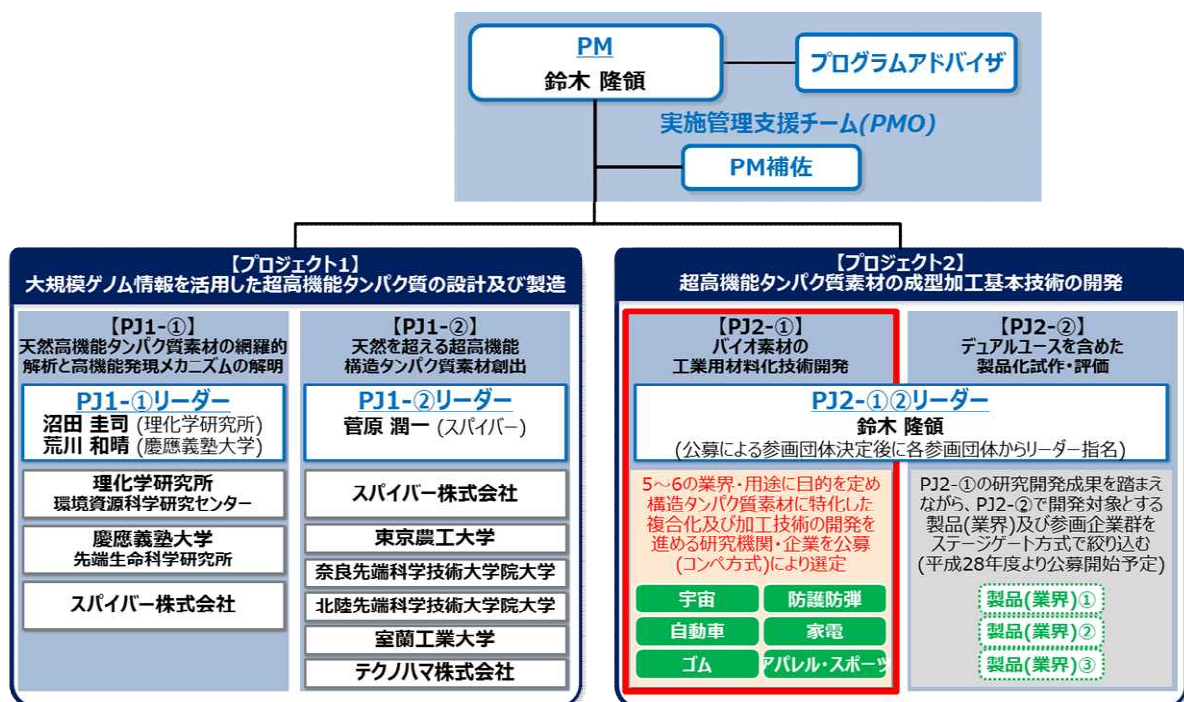 PM
鈴木 隆領
プログラムアドバイザ
実施管理支援チーム(PMO)
PM補佐
【プロジェクト1】
大規模ゲノム情報を活用した超高機能タンパク質の設計及び製造
【PJ1-①】
天然高機能タンパク質素材の網羅的
解析と高機能発現メカニズムの解明
PJ1-①リーダー
沼田 圭司 (理化学研究所)
荒川 和晴 (慶應義塾大学)
理化学研究所
環境資源科学研究センター
慶應義塾大学
先端生命科学研究所
スパイバー株式会社
【PJ1-②】
天然を超える超高機能
構造タンパク質素材創出
PJ1-②リーダー
菅原 潤一 (スパイバー)
スパイバー株式会社
東京農工大学
奈良先端科学技術大学院大学
北陸先端科学技術大学院大学
室蘭工業大学
テクノハマ株式会社
【プロジェクト2】
超高機能タンパク質素材の成型加工基本技術の開発
【PJ2-①】
バイオ素材の
工業用材料化技術開発
【PJ2-②】
デュアルユースを含めた
製品化試作・評価
PJ2-①②リーダー
鈴木 隆領
(公募による参画団体決定後に各参画団体からリーダー指名)
5~6の業界・用途に目的を定め
構造タンパク質素材に特化した
複合化及び加工技術の開発を
進める研究機関・企業を公募
(コンペ方式)により選定
宇宙
防護防弾
自動車
家電
ゴム
アパレル・スポーツ
PJ2-①の研究開発成果を踏まえ
ながら、PJ2-②で開発対象とする
製品(業界)及び参画企業群を
ステージゲート方式で絞り込む
(平成28年度より公募開始予定)
製品(業界)①
製品(業界)②
製品(業界)③